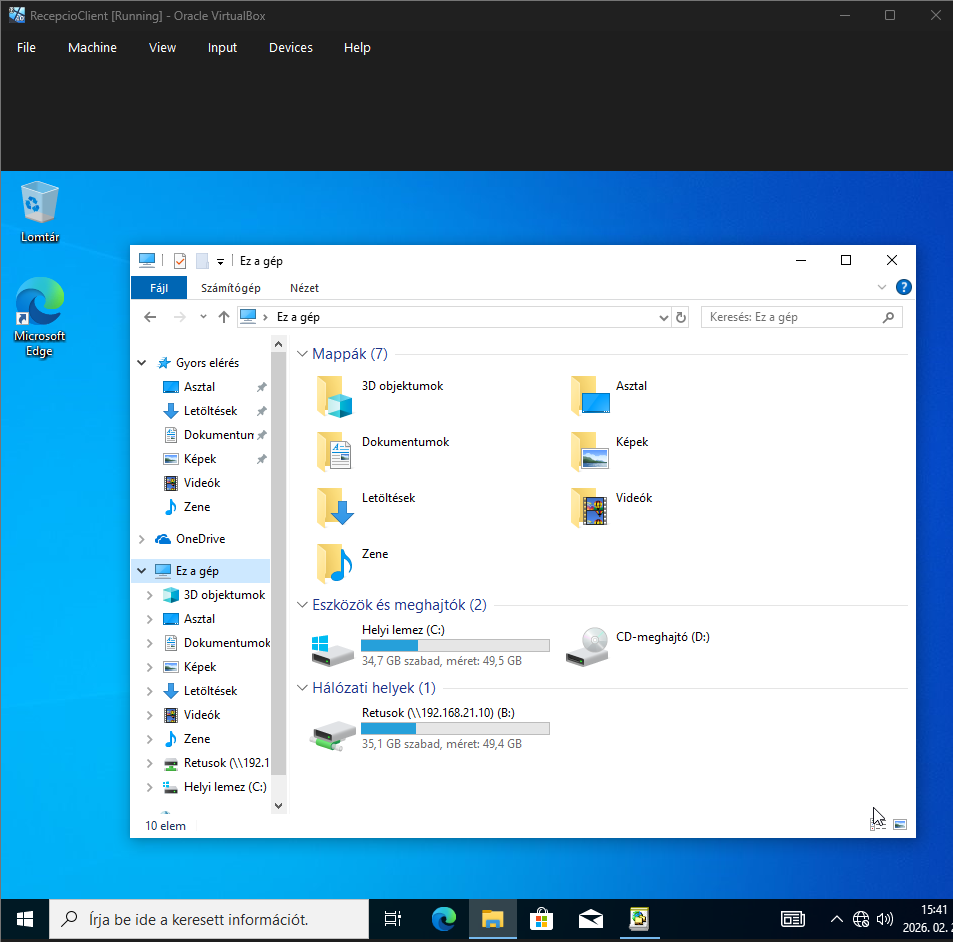 RecepcioClient [Running] - Oracle VirtualBox
File Machine View Input Devices Help
Lomtár
Microsoft
Edge
Ez a gép
Fájl Számítógép Nézet
Ez a gép
Keresés: Ez a gép
Gyors elérés
Asztal
Letöltések
Dokumentun
Képek
Videók
Zene
OneDrive
Ez a gép
3D objektumok
Asztal
Dokumentumok
Képek
Letöltések
Videók
Zene
Retusok (\\192.1
Helyi lemez (C:)
Mappák (7)
3D objektumok
Asztal
Dokumentumok
Képek
Letöltések
Videók
Zene
Eszközök és meghajtók (2)
Helyi lemez (C:)
34,7 GB szabad, méret: 49,5 GB
CD-meghajtó (D:)
Hálózati helyek (1)
Retusok (\\192.168.21.10) (B:)
35,1 GB szabad, méret: 49,4 GB
10 elem
Írja be ide a keresett információt.
15:41
2026. 02.